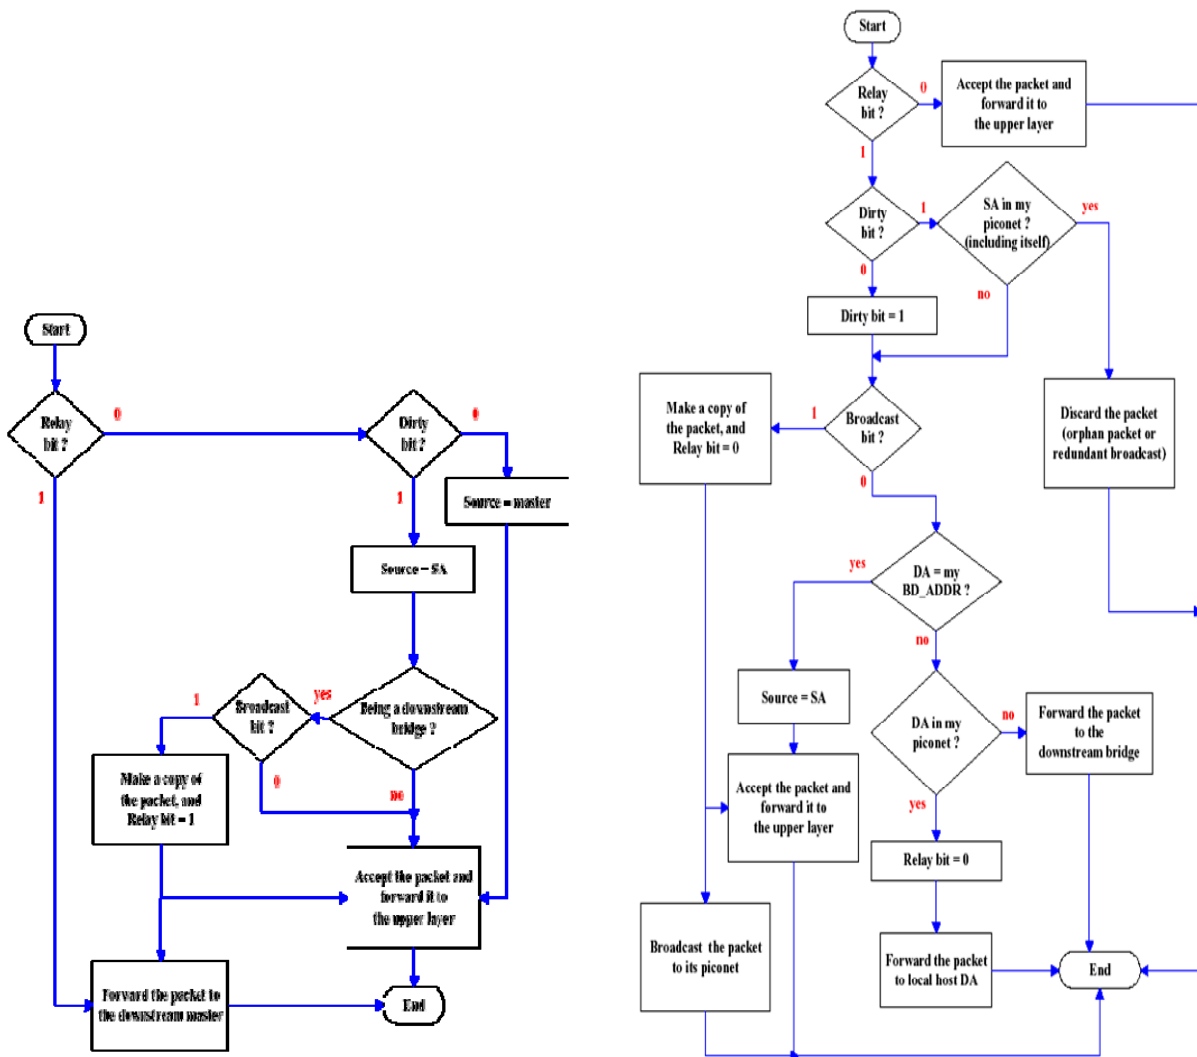 Start
Relay
bit ?
0
1
Dirty
bit ?
0
1
Source = master
Source = SA
Being a downstream
bridge ?
yes
no
Broadcast
bit ?
1
0
Make a copy of
the packet, and
Relay bit = 1
Accept the packet and
forward it to
the upper layer
Forward the packet to
the downstream master
End
Start
Relay
bit ?
0
1
Accept the packet and
forward it to
the upper layer
Dirty
bit ?
1
0
SA in my
piconet ?
(including itself)
yes
no
Dirty bit = 1
Discard the packet
(orphan packet or
redundant broadcast)
Broadcast
bit ?
1
0
Make a copy of
the packet, and
Relay bit = 0
DA = my
BD_ADDR ?
yes
no
Source = SA
Accept the packet and
forward it to
the upper layer
DA in my
piconet ?
no
yes
Forward the packet
to the
downstream bridge
Relay bit = 0
Broadcast the packet
to its piconet
Forward the packet
to local host DA
End